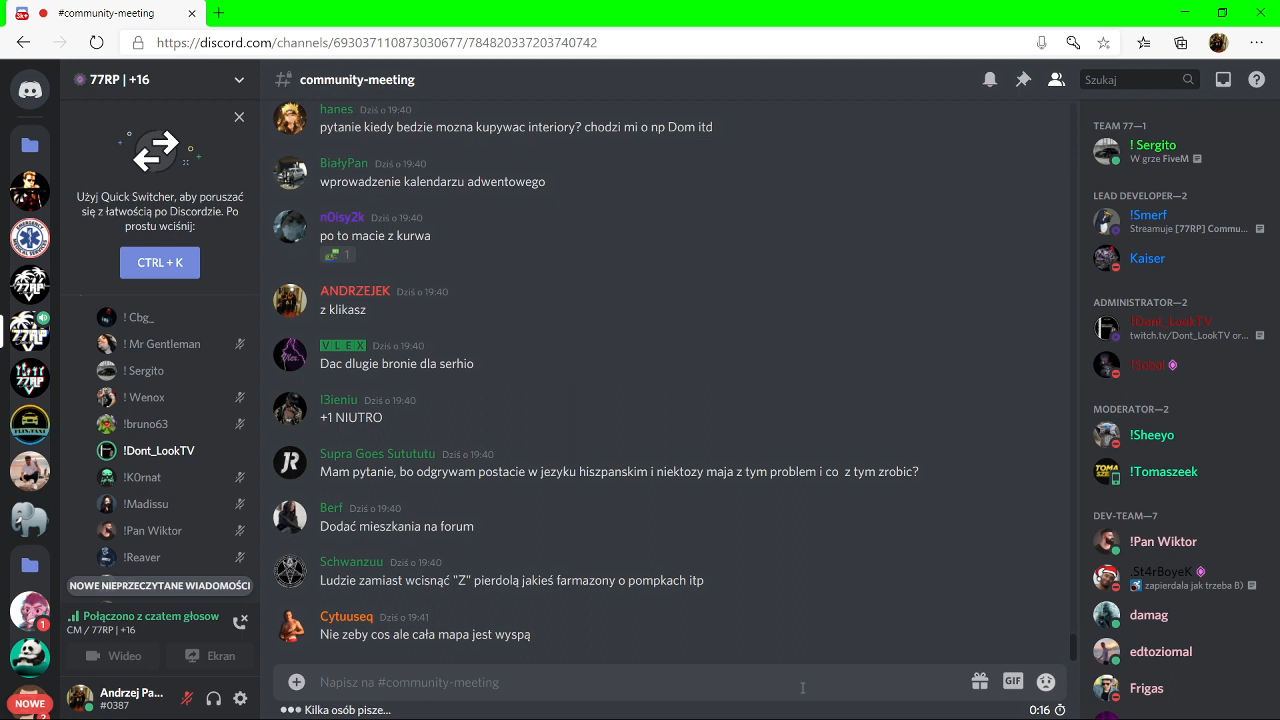 #community-meeting
https://discord.com/channels/693037110873030677/784820337203740742
77RP | +16
community-meeting
Szukaj
Użyj Quick Switcher, aby poruszać
się z łatwością po Discordzie. Po
prostu wciśnij:
CTRL + K
! Cbg_
! Mr Gentleman
! Sergito
! Wenox
!bruno63
!Dont_LookTV
!K0rnat
!Madissu
!Pan Wiktor
!Reaver
NOWE NIEPRZECZYTANE WIADOMOŚCI
Połączono z czatem głosow
CM / 77RP | +16
Wideo
Ekran
Andrzej Pa...
#0387
NOWE
hanes Dziś o 19:40
pytanie kiedy bedzie mozna kupywac interiory? chodzi mi o np Dom itd
BiałyPan Dziś o 19:40
wprowadzenie kalendarzu adwentowego
n0isy2k Dziś o 19:40
po to macie z kurwa
1
ANDRZEJEK Dziś o 19:40
z klikasz
V L E X Dziś o 19:40
Dac dlugie bronie dla serhio
l3ieniu Dziś o 19:40
+1 NIUTRO
Supra Goes Sutututu Dziś o 19:40
Mam pytanie, bo odgrywam postacie w jezyku hiszpanskim i niektozy maja z tym problem i co z tym zrobic?
Berf Dziś o 19:40
Dodać mieszkania na forum
Schwanzuu Dziś o 19:40
Ludzie zamiast wcisnąć "Z" pierdolą jakieś farmazony o pompkach itp
Cytuuseq Dziś o 19:41
Nie zeby cos ale cała mapa jest wyspą
Napisz na #community-meeting
GIF
Kilka osób pisze...
0:16
TEAM 77—1
! Sergito
W grze FiveM
LEAD DEVELOPER—2
!Smerf
Streamuje [77RP] Commu...
Kaiser
ADMINISTRATOR—2
!Dont_LookTV
twitch.tv/Dont_LookTV or...
!Sobal
MODERATOR—2
!Sheeyo
!Tomaszeek
DEV-TEAM—7
!Pan Wiktor
.St4rBoyeK
zapierdala jak trzeba B)
damag
edtoziomal
Frigas